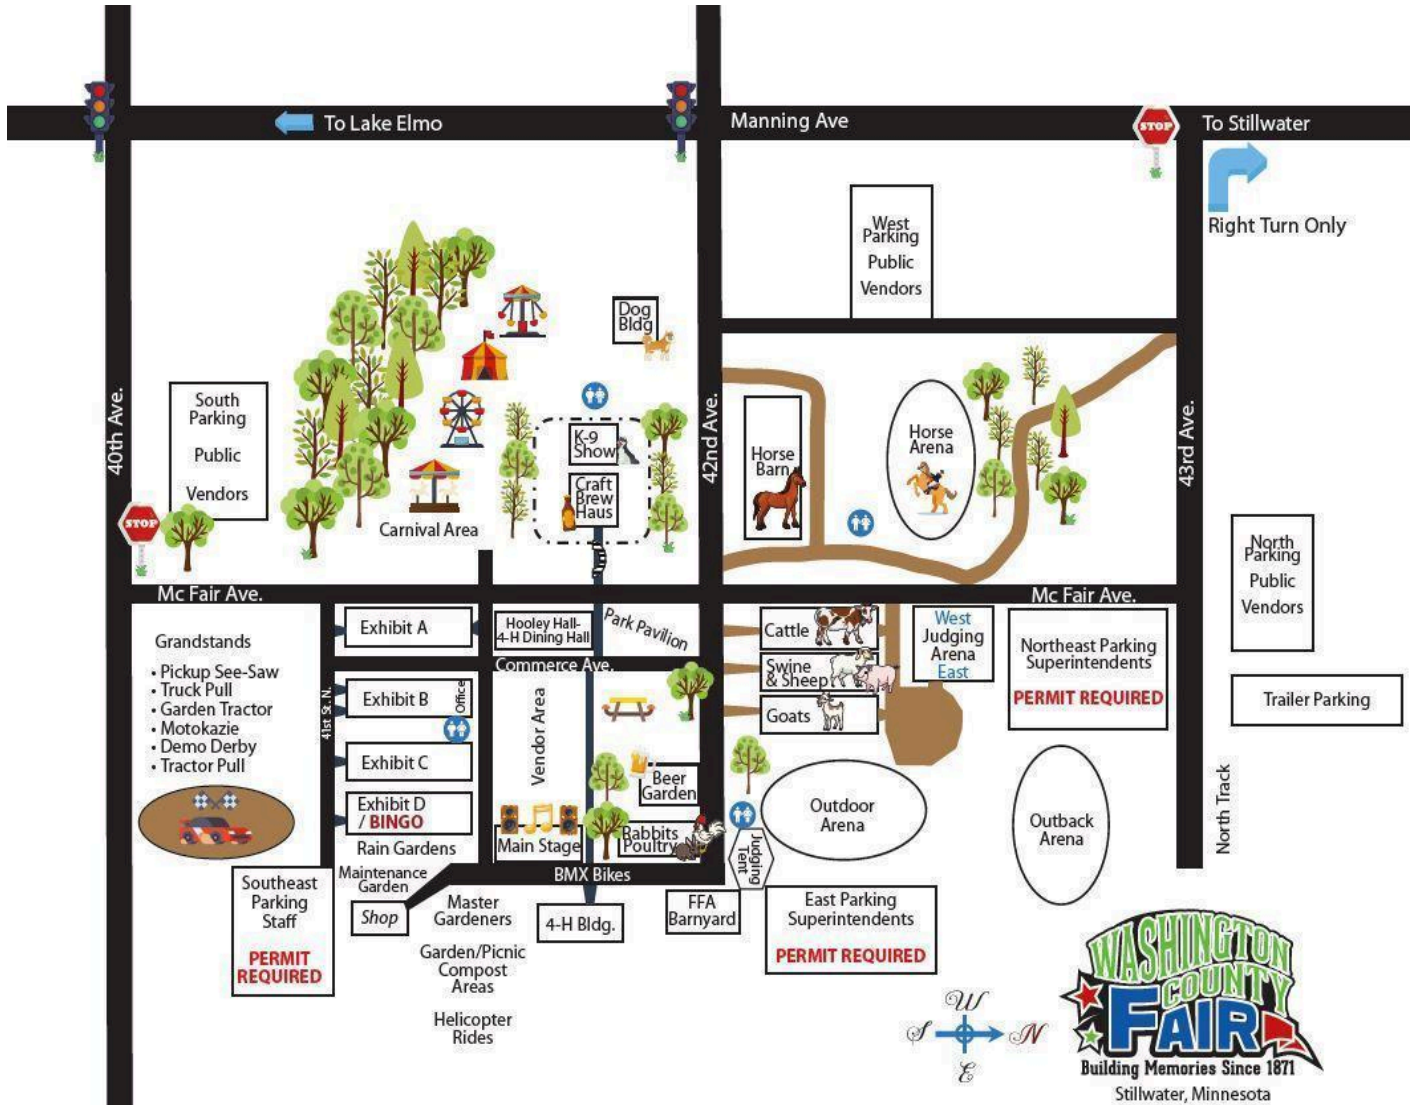 To Lake Elmo
Manning Ave
STOP
To Stillwater
Right Turn Only
West
Parking
Public
Vendors
Dog
Bldg
40th Ave.
42nd Ave.
43rd Ave.
South
Parking
Public
Vendors
K-9
Show
Craft
Brew
Haus
Horse
Barn
Horse
Arena
STOP
Carnival Area
North
Parking
Public
Vendors
Mc Fair Ave.
Mc Fair Ave.
Grandstands
• Pickup See-Saw
• Truck Pull
• Garden Tractor
• Motokazie
• Demo Derby
• Tractor Pull
41st St. N.
Exhibit A
Exhibit B
Office
Exhibit C
Exhibit D
/ BINGO
Rain Gardens
Maintenance
Garden
Shop
Hooley Hall-
4-H Dining Hall
Park Pavilion
Commerce Ave.
Vendor Area
Main Stage
Beer
Garden
Rabbits
Poultry
BMX Bikes
Cattle
Swine
& Sheep
Goats
West
Judging
Arena
East
Northeast Parking
Superintendents
PERMIT REQUIRED
Trailer Parking
Outdoor
Arena
Outback
Arena
North Track
Judging
Tent
Southeast
Parking
Staff
PERMIT
REQUIRED
Master
Gardeners
Garden/Picnic
Compost
Areas
Helicopter
Rides
4-H Bldg.
FFA
Barnyard
East Parking
Superintendents
PERMIT REQUIRED
W
S
N
E
WASHINGTON
COUNTY
FAIR
Building Memories Since 1871
Stillwater, Minnesota